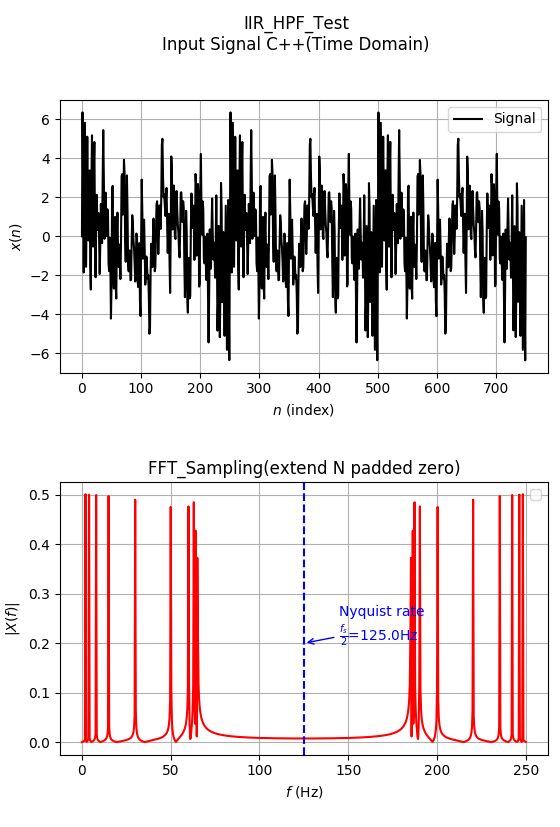 IIR_HPF_Test
Input Signal C++(Time Domain)
6
4
2
0
−2
−4
−6
x(n)
Signal
0 100 200 300 400 500 600 700
n (index)
FFT_Sampling(extend N padded zero)
0.5
0.4
0.3
0.2
0.1
0.0
|X(f)|
Nyquist rate
f_s/2=125.0Hz
0 50 100 150 200 250
f (Hz)